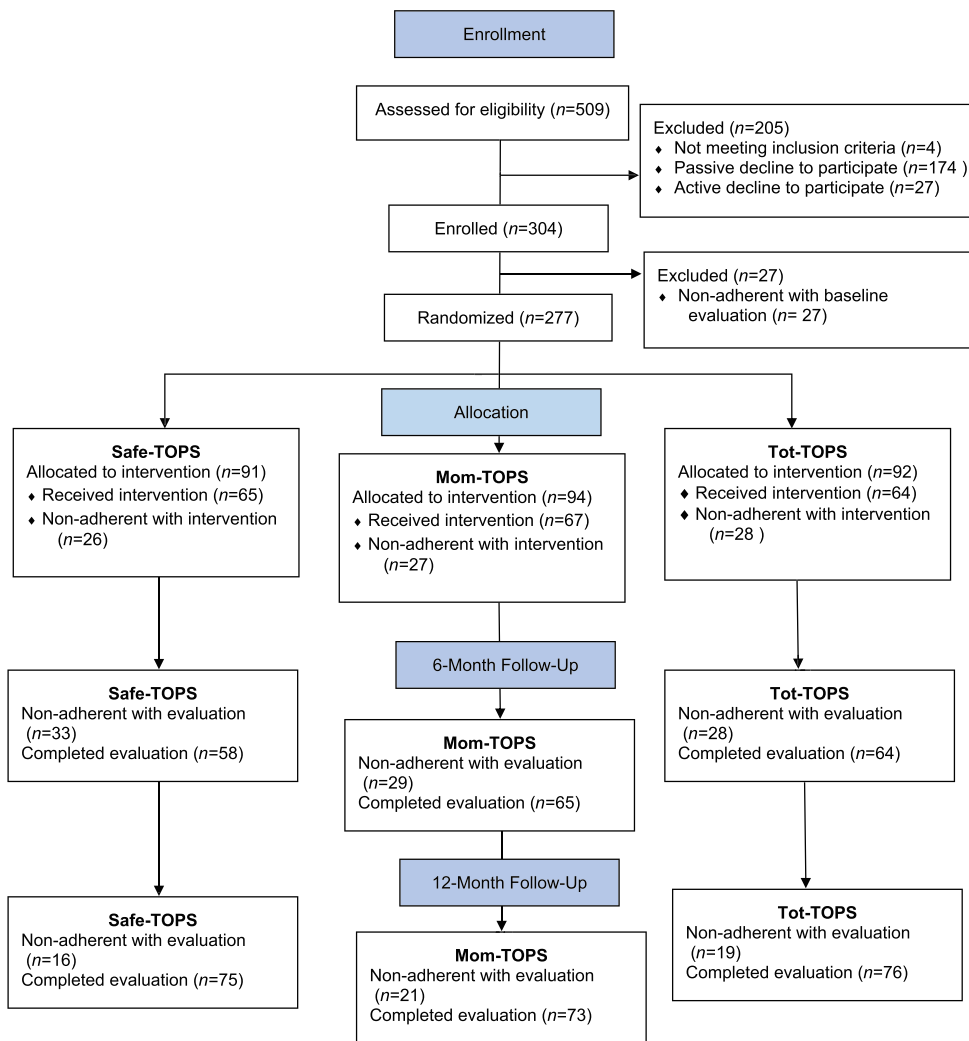 Enrollment
Assessed for eligibility (n=509)
Excluded (n=205)
♦ Not meeting inclusion criteria (n=4)
♦ Passive decline to participate (n=174 )
♦ Active decline to participate (n=27)
Enrolled (n=304)
Excluded (n=27)
♦ Non-adherent with baseline
evaluation (n= 27)
Randomized (n=277)
Allocation
Safe-TOPS
Allocated to intervention (n=91)
♦ Received intervention (n=65)
♦ Non-adherent with intervention
(n=26)
Mom-TOPS
Allocated to intervention (n=94)
♦ Received intervention (n=67)
♦ Non-adherent with intervention
(n=27)
Tot-TOPS
Allocated to intervention (n=92)
♦ Received intervention (n=64)
♦ Non-adherent with intervention
(n=28 )
6-Month Follow-Up
Safe-TOPS
Non-adherent with evaluation
(n=33)
Completed evaluation (n=58)
Mom-TOPS
Non-adherent with evaluation
(n=29)
Completed evaluation (n=65)
Tot-TOPS
Non-adherent with evaluation
(n=28)
Completed evaluation (n=64)
12-Month Follow-Up
Safe-TOPS
Non-adherent with evaluation
(n=16)
Completed evaluation (n=75)
Mom-TOPS
Non-adherent with evaluation
(n=21)
Completed evaluation (n=73)
Tot-TOPS
Non-adherent with evaluation
(n=19)
Completed evaluation (n=76)